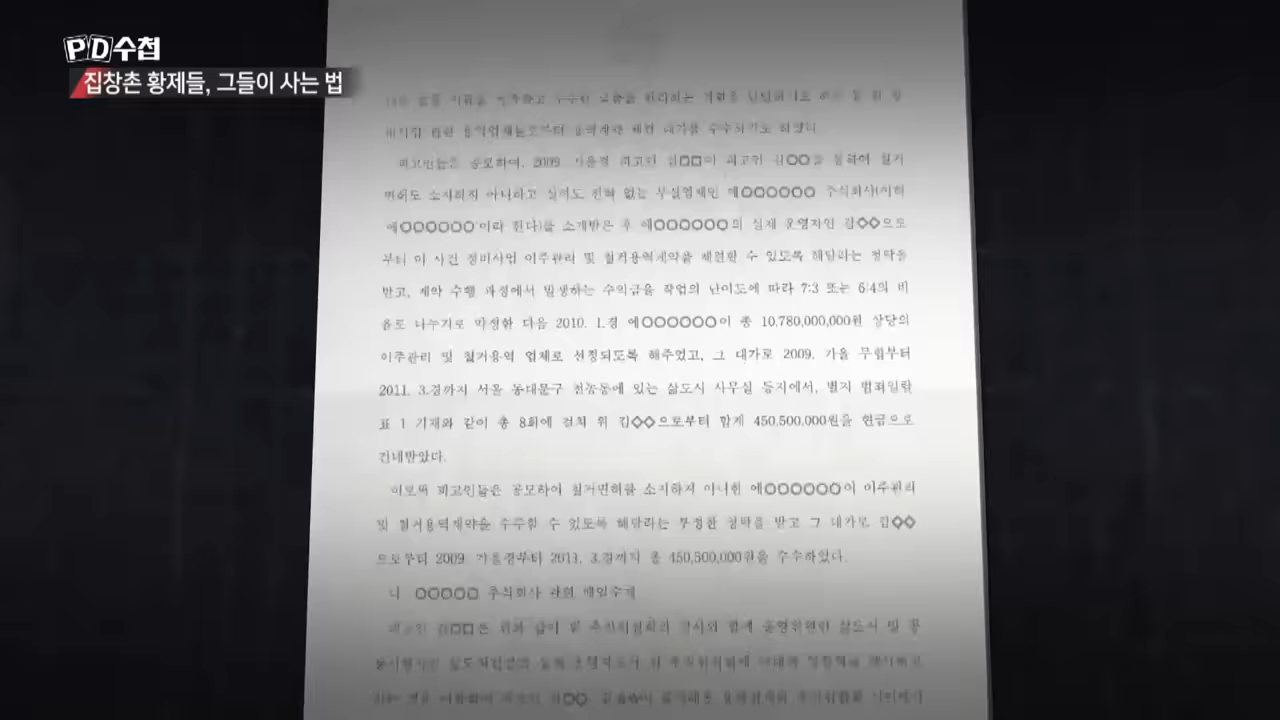 PD수첩
집창촌 황제들, 그들이 사는 법
피고인들은 공모하여, 2009. 가을경 피고인 김□□이 피고인 김○○을 통하여 철거
면허도 소지하지 아니하고 실적도 전혀 없는 부실업체인 에○○○○○○ 주식회사(이하
'에○○○○○○'이라 한다)를 소개받은 후 에○○○○○○의 실제 운영자인 김◇◇으로
부터 이 사건 정비사업 이주관리 및 철거용역계약을 체결할 수 있도록 해달라는 청탁을
받고, 계약 수행 과정에서 발생하는 수익금을 작업의 난이도에 따라 7:3 또는 6:4의 비
율로 나누기로 약정한 다음 2010. 1.경 에○○○○○○이 총 10,780,000,000원 상당의
이주관리 및 철거용역 업체로 선정되도록 해주었고, 그 대가로 2009. 가을 무렵부터
2011. 3.경까지 서울 동대문구 전농동에 있는 삶도시 사무실 등지에서, 별지 범죄일람
표 1 기재와 같이 총 8회에 걸쳐 위 김◇◇으로부터 합계 450,500,000원을 현금으로
건네받았다.
이로써 피고인들은 공모하여 철거면허를 소지하지 아니한 에○○○○○○이 이주관리
및 철거용역계약을 수주할 수 있도록 해달라는 부정한 청탁을 받고 그 대가로 김◇◇
으로부터 2009. 가을경부터 2011. 3.경까지 총 450,500,000원을 수수하였다.
나. ○○○○○ 주식회사 관련 배임수재